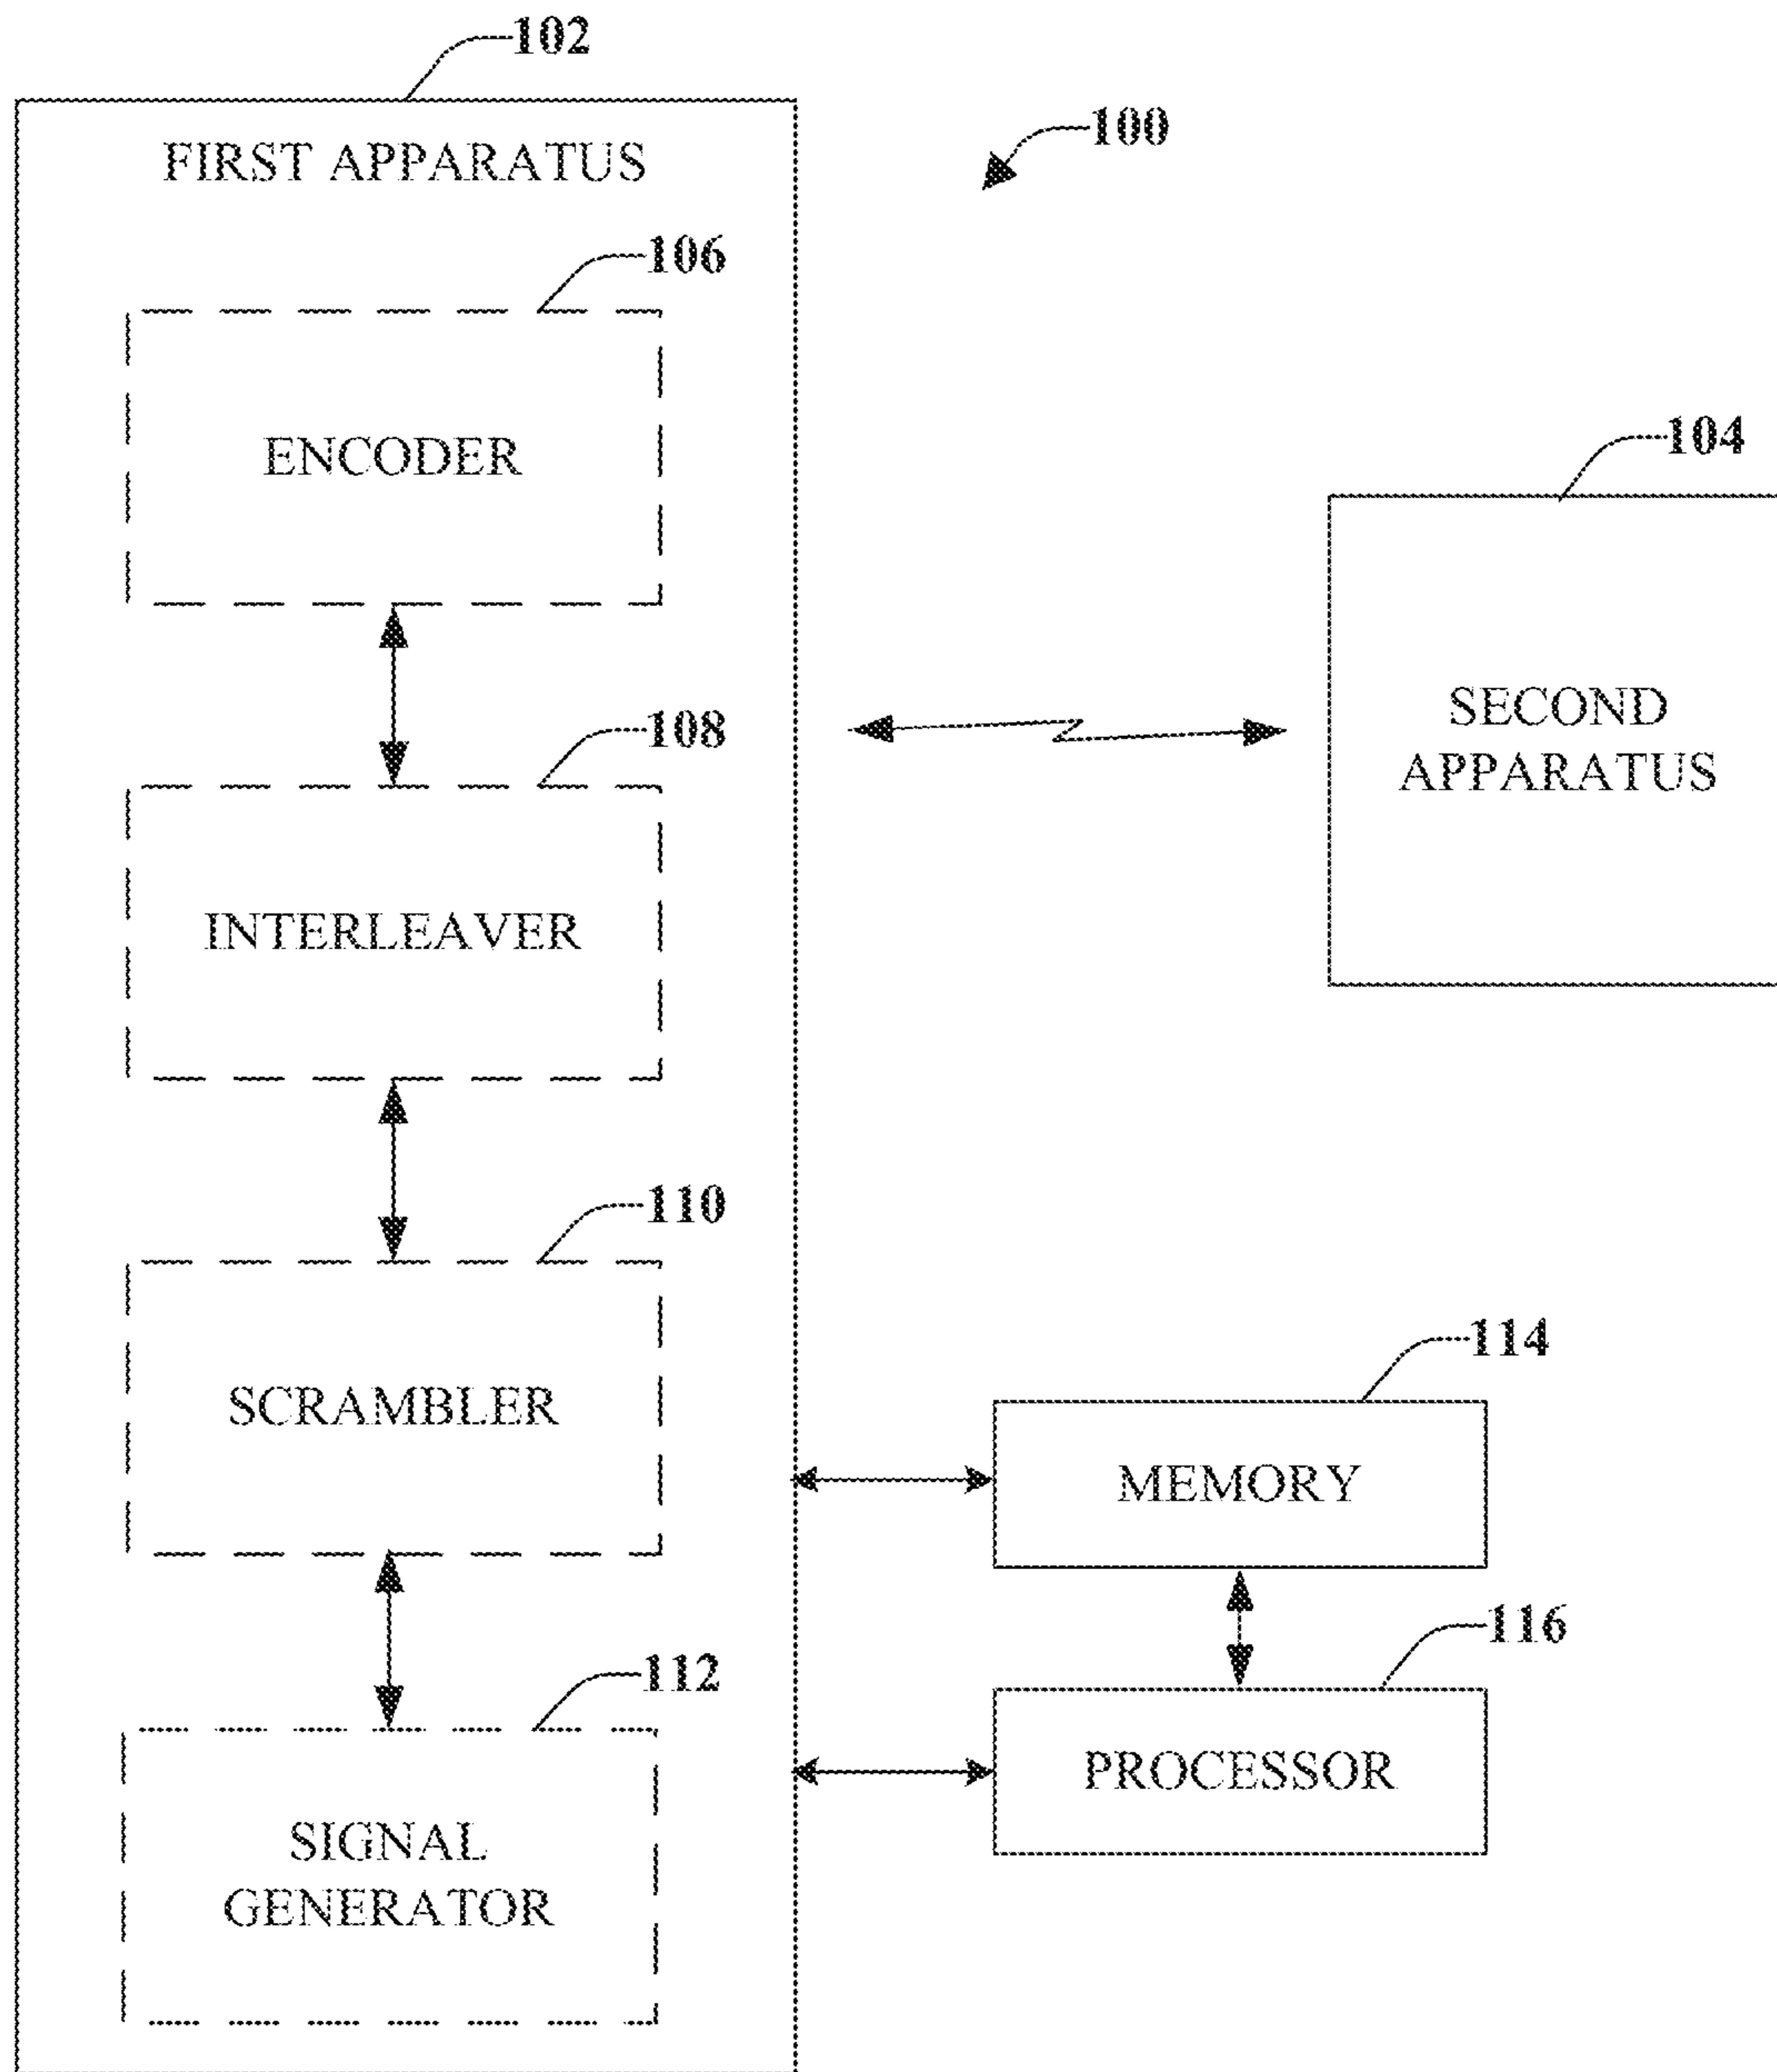 102
FIRST APPARATUS
100
106
ENCODER
104
SECOND
APPARATUS
108
INTERLEAVER
110
SCRAMBLER
114
MEMORY
116
PROCESSOR
112
SIGNAL
GENERATOR